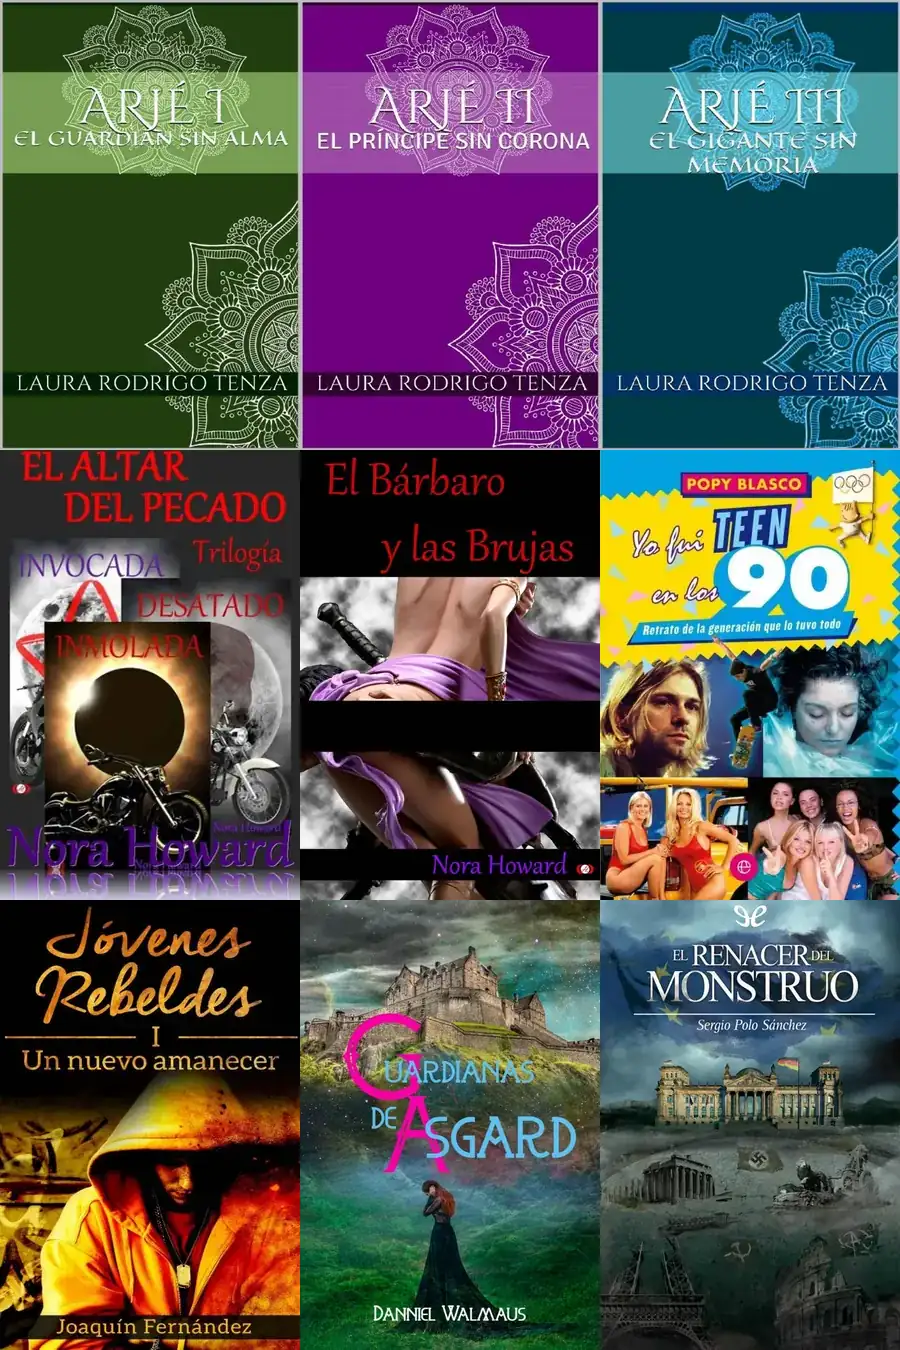 ARJÉ I
EL GUARDIÁN SIN ALMA
LAURA RODRIGO TENZA
ARJÉ II
EL PRÍNCIPE SIN CORONA
LAURA RODRIGO TENZA
ARJÉ III
EL GIGANTE SIN
MEMORIA
LAURA RODRIGO TENZA
EL ALTAR
DEL PECADO
Trilogía
INVOCADA
DESATADO
INMOLADA
Nora Howard
Nora Howard
El Bárbaro
y las Brujas
Nora Howard
POPY BLASCO
Yo fui TEEN
en los 90
Retrato de la generación que lo tuvo todo
e
Jóvenes
Rebeldes
I
Un nuevo amanecer
Joaquín Fernández
GUARDIANAS
DE ASGARD
DANNIEL WALMAUS
EL RENACER DEL
MONSTRUO
Sergio Polo Sánchez